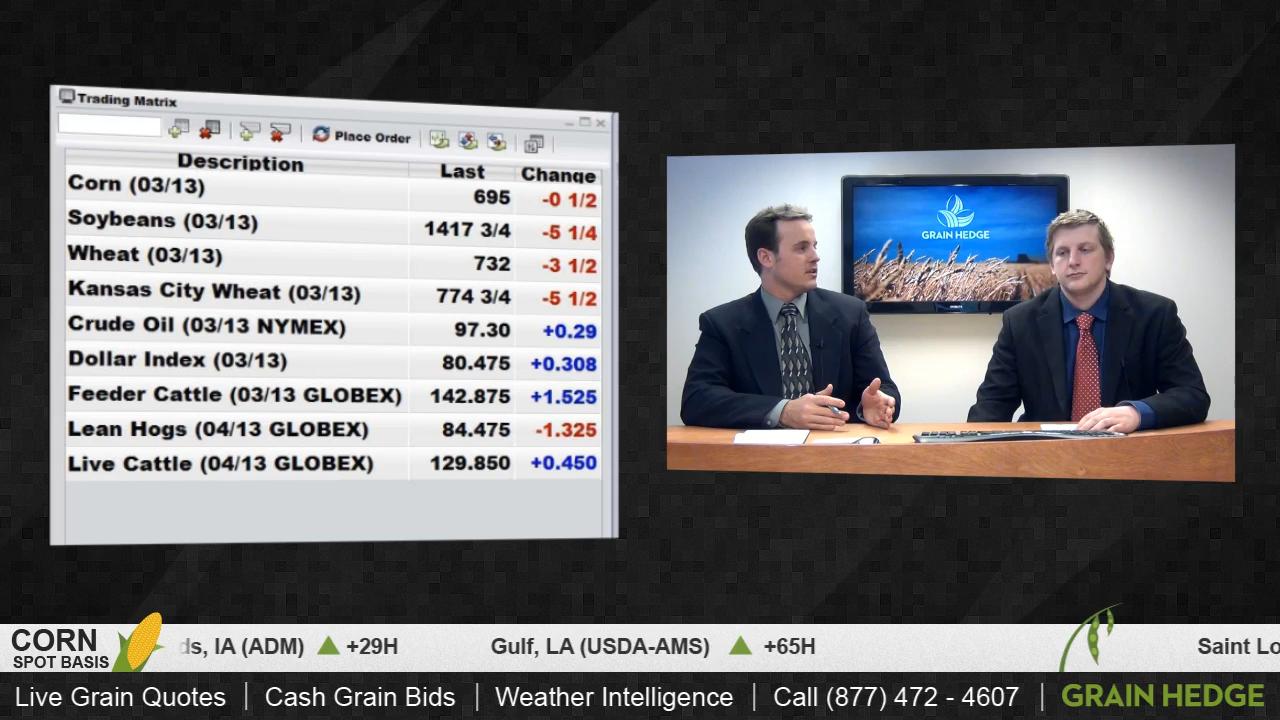 Trading Matrix
Place Order
Description Last Change
Corn (03/13) 695 -0 1/2
Soybeans (03/13) 1417 3/4 -5 1/4
Wheat (03/13) 732 -3 1/2
Kansas City Wheat (03/13) 774 3/4 -5 1/2
Crude Oil (03/13 NYMEX) 97.30 +0.29
Dollar Index (03/13) 80.475 +0.308
Feeder Cattle (03/13 GLOBEX) 142.875 +1.525
Lean Hogs (04/13 GLOBEX) 84.475 -1.325
Live Cattle (04/13 GLOBEX) 129.850 +0.450
GRAIN HEDGE
CORN
SPOT BASIS
ds, IA (ADM) ▲ +29H Gulf, LA (USDA-AMS) ▲ +65H Saint Lo
Live Grain Quotes | Cash Grain Bids | Weather Intelligence | Call (877) 472 - 4607 | GRAIN HEDGE